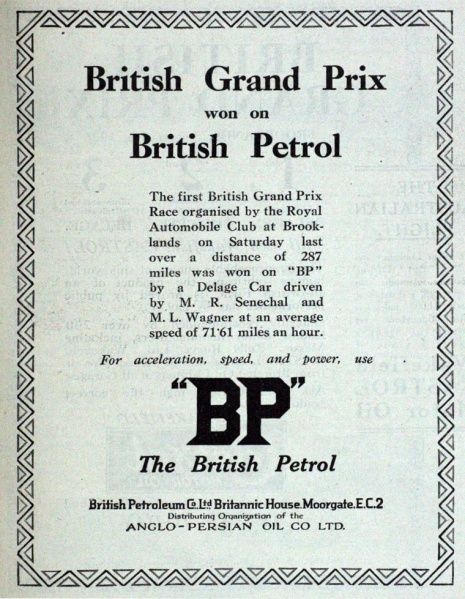 British Grand Prix
won on
British Petrol
The first British Grand Prix
Race organised by the Royal
Automobile Club at Brook-
lands on Saturday last
over a distance of 287
miles was won on "BP"
by a Delage Car driven
by M. R. Senechal and
M. L. Wagner at an average
speed of 71·61 miles an hour.
For acceleration, speed, and power, use
"BP"
The British Petrol
British Petroleum Co. Ltd Britannic House. Moorgate. E.C.2
Distributing Organization of the
ANGLO-PERSIAN OIL CO LTD.